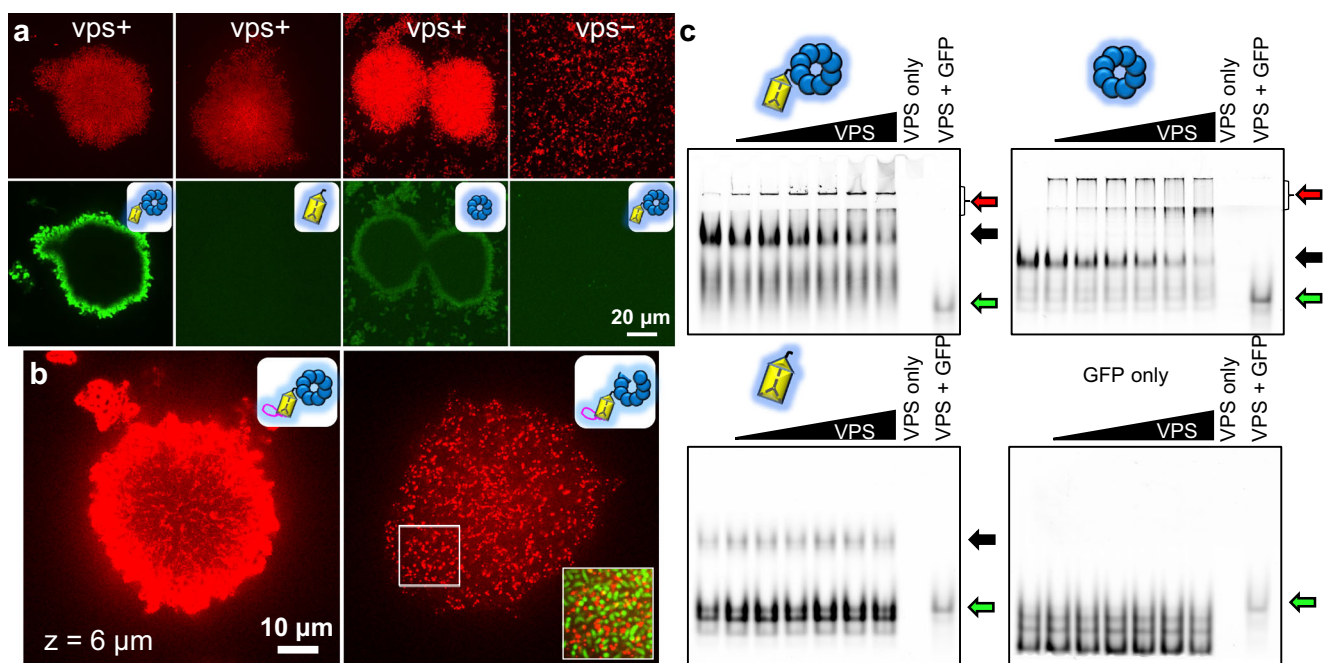 a
vps+
vps+
vps+
vps−
20 µm
b
z = 6 µm
10 µm
c
VPS
VPS only
VPS + GFP
VPS
VPS only
VPS + GFP
VPS
VPS only
VPS + GFP
GFP only
VPS
VPS only
VPS + GFP